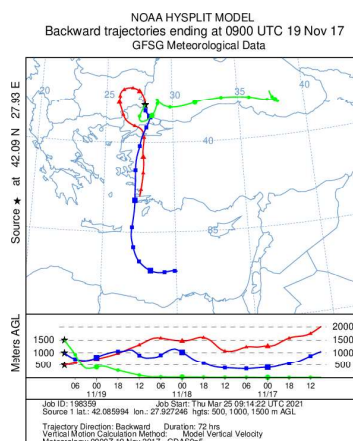 NOAA HYSPLIT MODEL
Backward trajectories ending at 0900 UTC 19 Nov 17
GFSG Meteorological Data
Source ★ at 42.09 N 27.93 E
20 25 30 35 40
40
35
Meters AGL
2000
1500 1500
1000 1000
500 500
06 00 18 12 06 00 18 12 06 00 18 12
11/19 11/18 11/17
Job ID: 198359 Job Start: Thu Mar 25 09:14:22 UTC 2021
Source 1 lat.: 42.085994 lon.: 27.927246 hgts: 500, 1000, 1500 m AGL
Trajectory Direction: Backward Duration: 72 hrs
Vertical Motion Calculation Method: Model Vertical Velocity